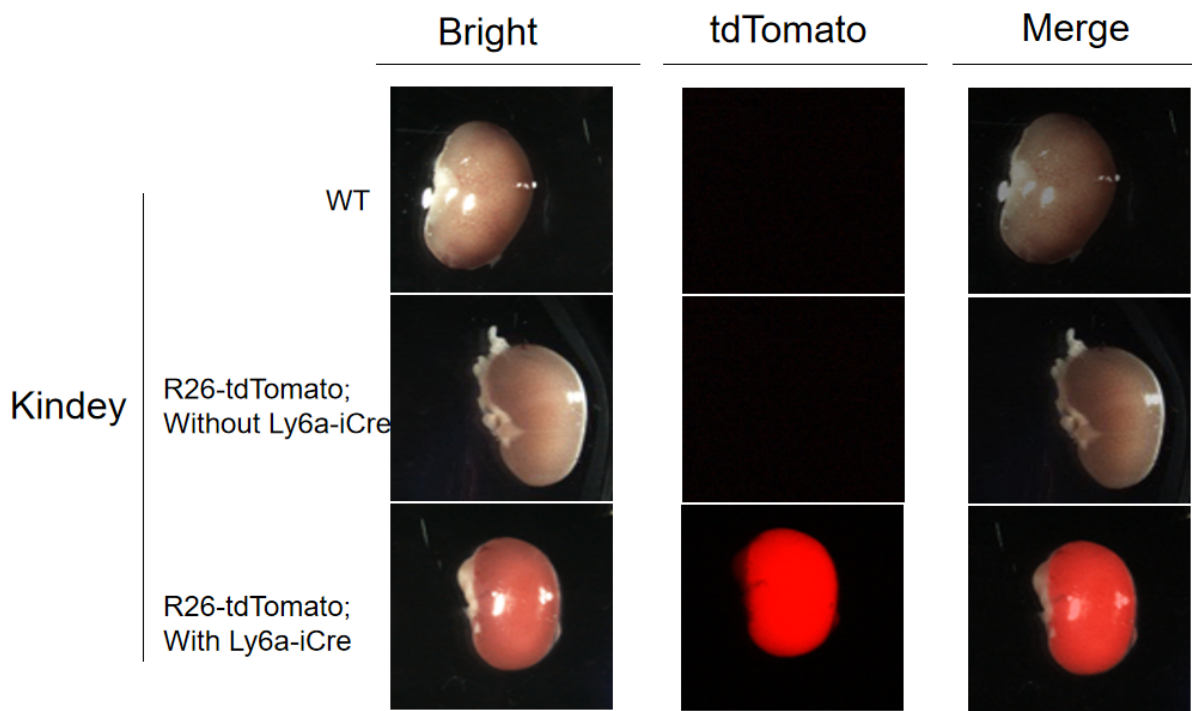 Bright
tdTomato
Merge
WT
Kindey
R26-tdTomato;
Without Ly6a-iCre
R26-tdTomato;
With Ly6a-iCre